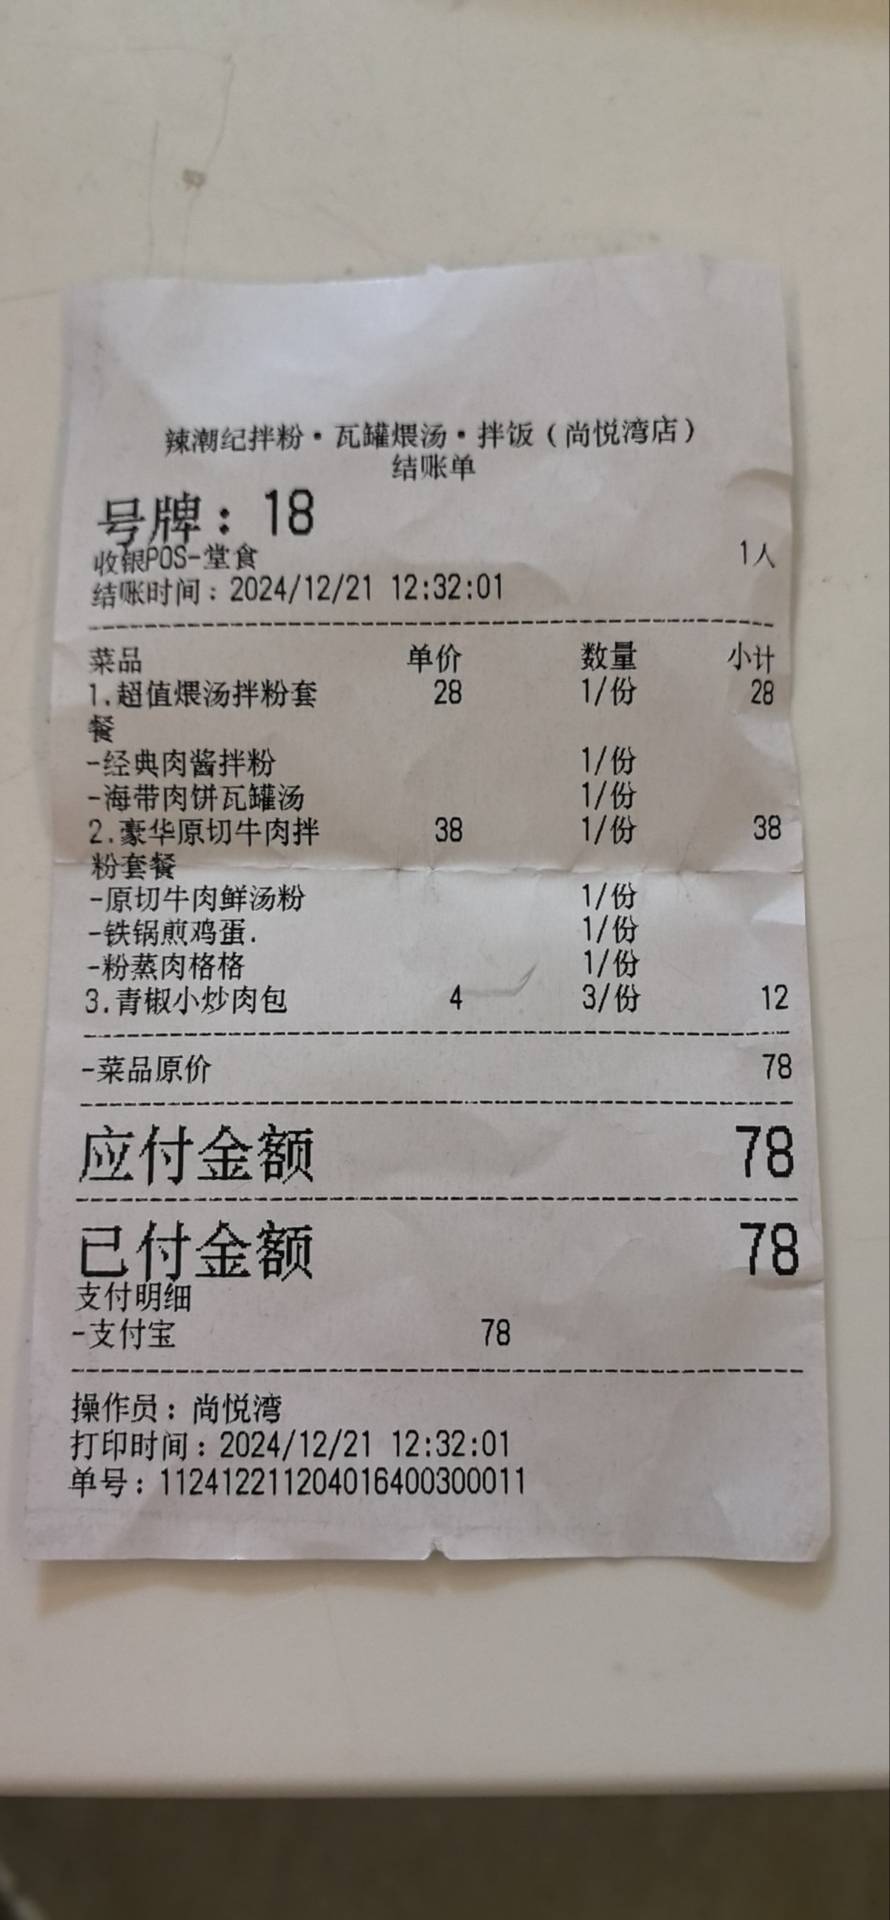 辣潮纪拌粉·瓦罐煨汤·拌饭（尚悦湾店）
结账单
号牌：18
收银POS-堂食 1人
结账时间：2024/12/21 12:32:01
菜品 单价 数量 小计
1.超值煨汤拌粉套 28 1/份 28
餐
-经典肉酱拌粉 1/份
-海带肉饼瓦罐汤 1/份
2.豪华原切牛肉拌 38 1/份 38
粉套餐
-原切牛肉鲜汤粉 1/份
-铁锅煎鸡蛋. 1/份
-粉蒸肉格格 1/份
3.青椒小炒肉包 4 3/份 12
-菜品原价 78
应付金额 78
已付金额 78
支付明细
-支付宝 78
操作员：尚悦湾
打印时间：2024/12/21 12:32:01
单号：112412211204016400300011